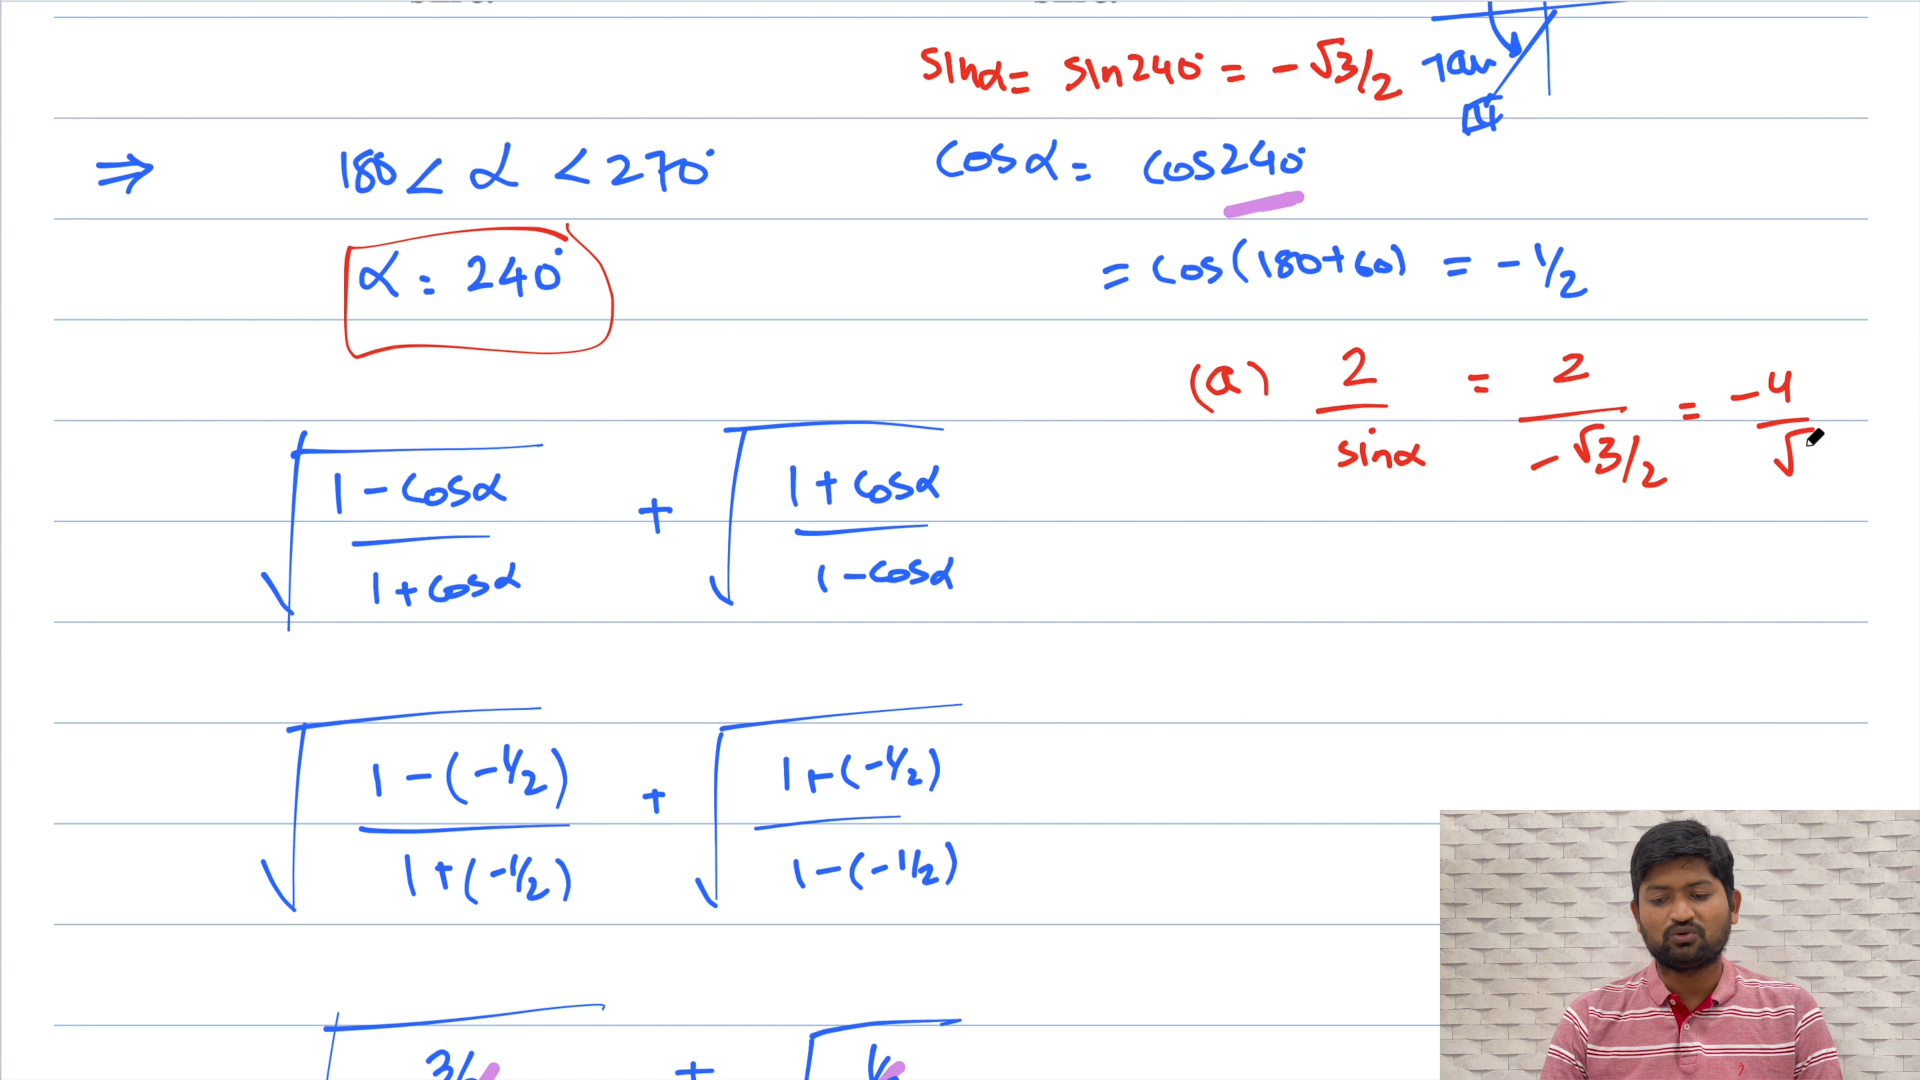 sinα = sin240° = -√3/2 Tan
III
⇒ 180 < α < 270° cosα = cos240°
α = 240° = cos(180+60) = -1/2
(a) 2/sinα = 2/(-√3/2) = -4/√
√((1 - cosα)/(1 + cosα)) + √((1 + cosα)/(1 - cosα))
√((1 - (-1/2))/(1 + (-1/2))) + √((1 + (-1/2))/(1 - (-1/2)))
+